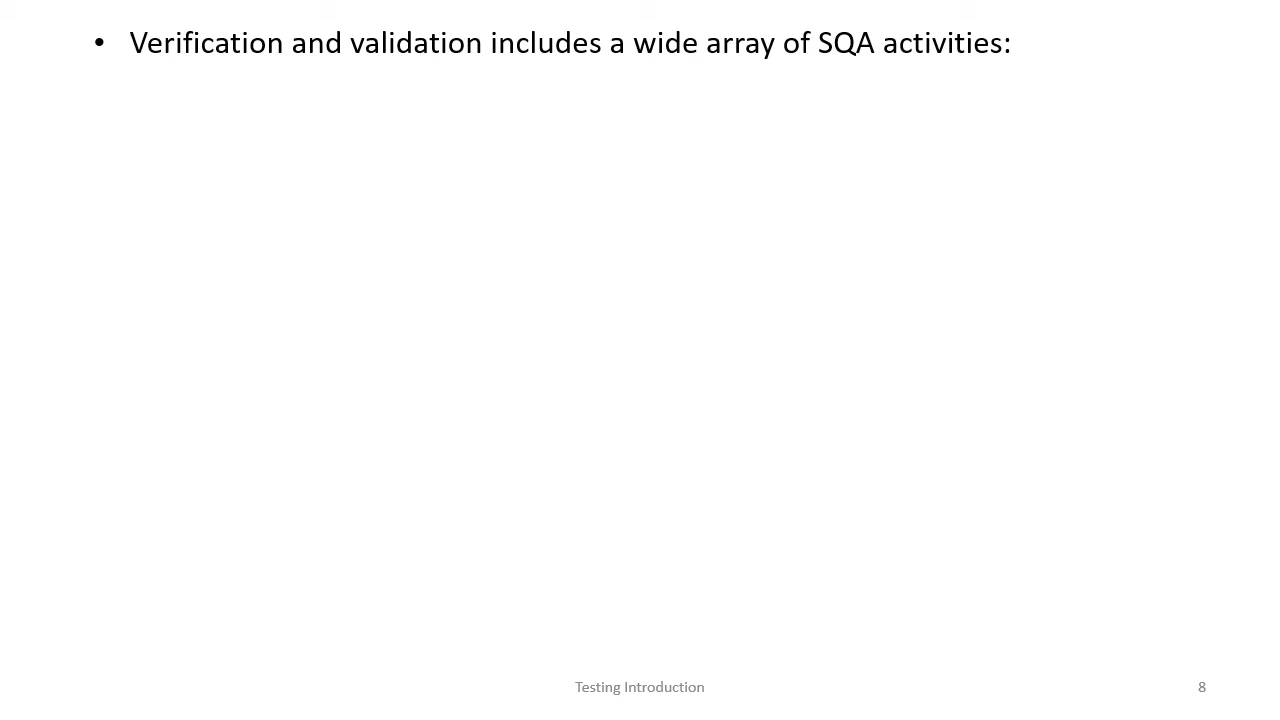 • Verification and validation includes a wide array of SQA activities:
Testing Introduction
8